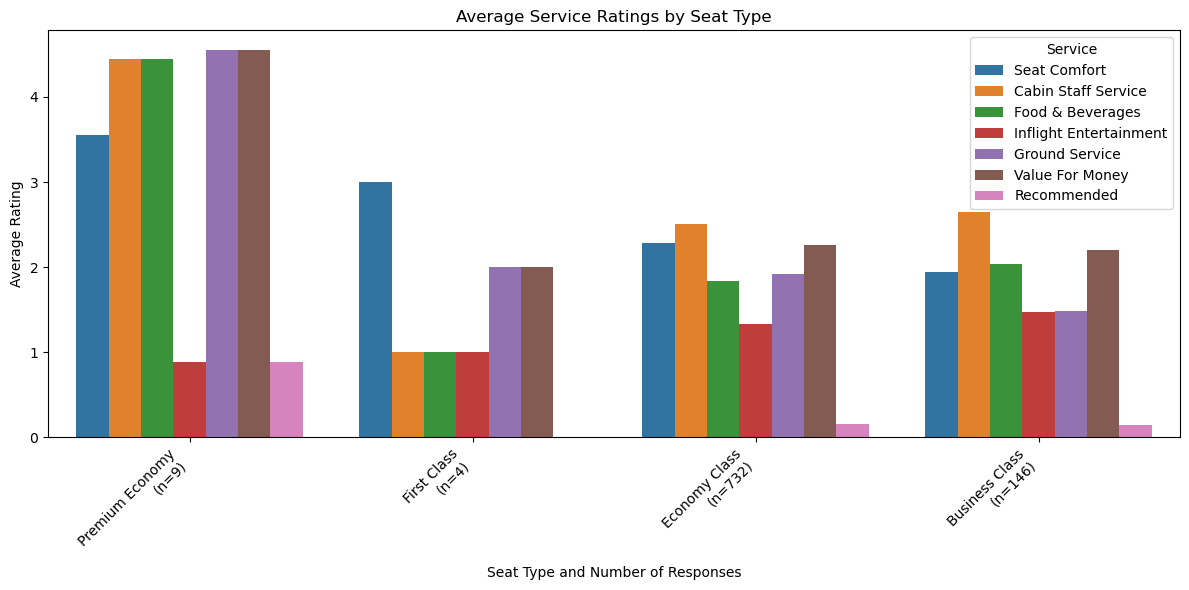 Average Service Ratings by Seat Type
Service
Seat Comfort
Cabin Staff Service
Food & Beverages
Inflight Entertainment
Ground Service
Value For Money
Recommended
Average Rating
4
3
2
1
0
Premium Economy
(n=9)
First Class
(n=4)
Economy Class
(n=732)
Business Class
(n=146)
Seat Type and Number of Responses